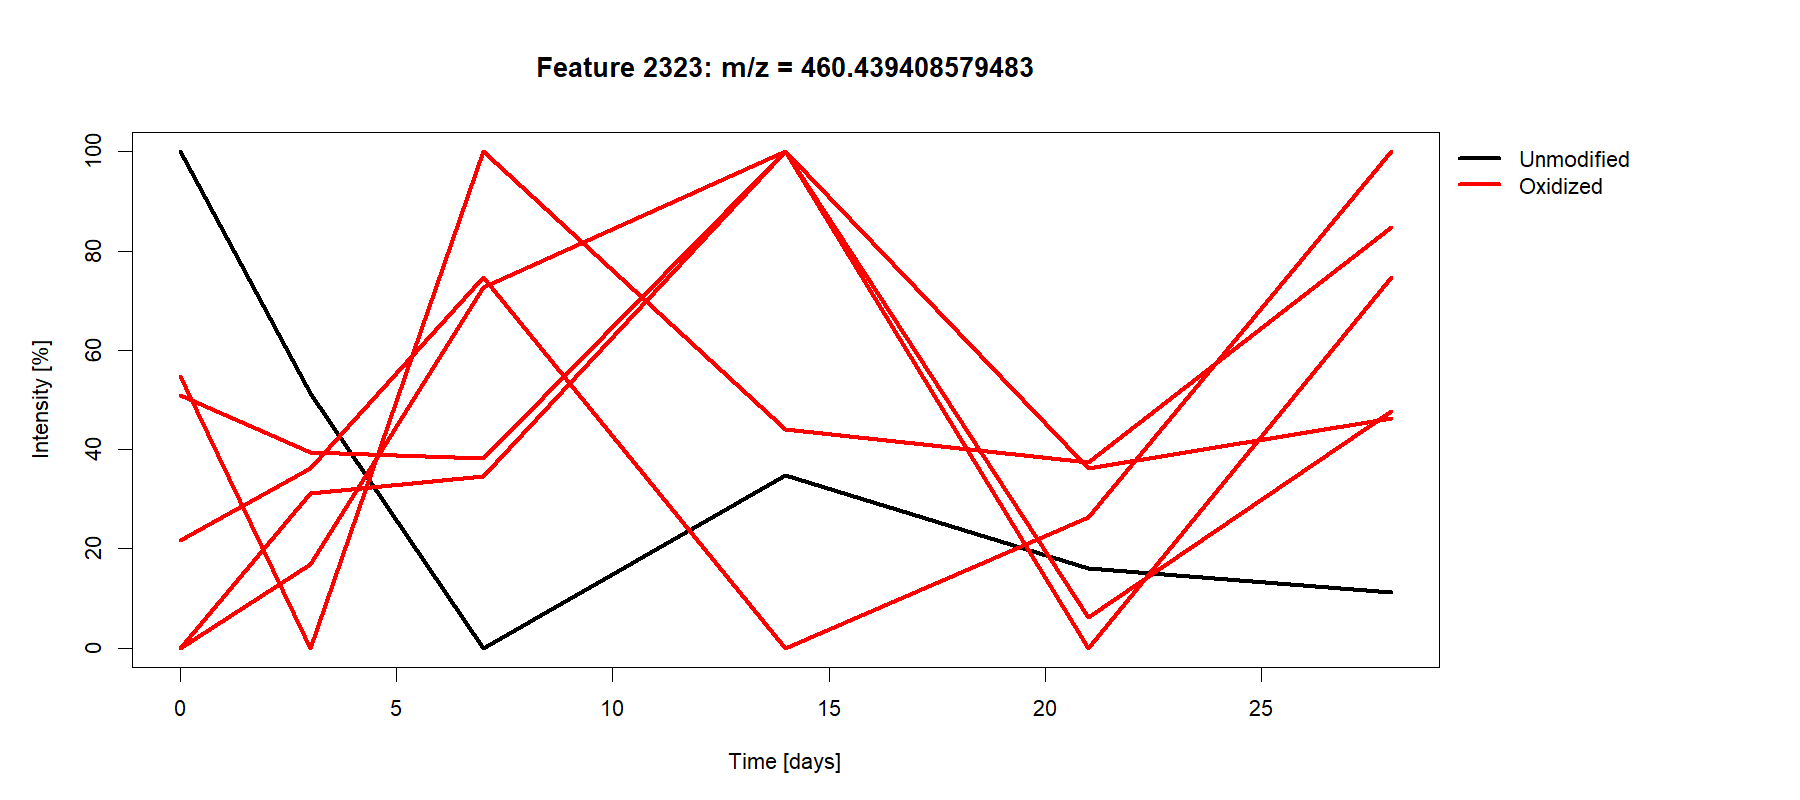 Feature 2323: m/z = 460.439408579483
Unmodified
Oxidized
Intensity [%]
100
80
60
40
20
0
0 5 10 15 20 25
Time [days]